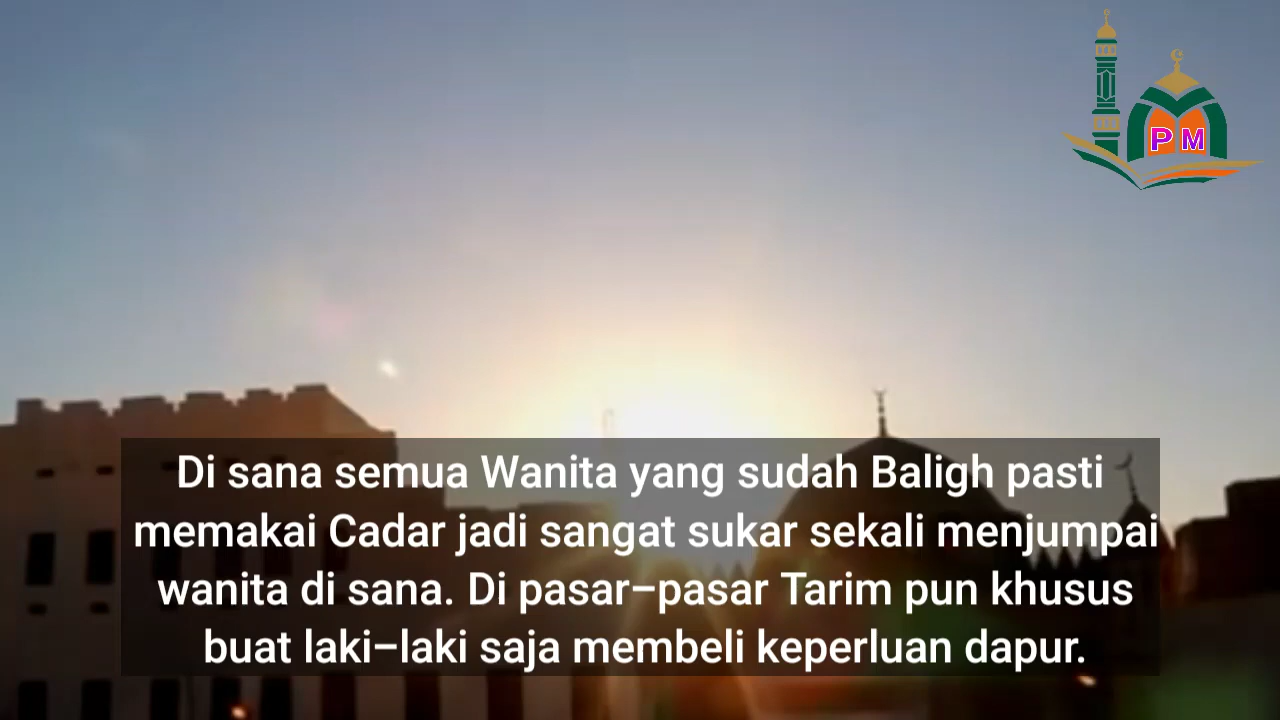 P M
Di sana semua Wanita yang sudah Baligh pasti
memakai Cadar jadi sangat sukar sekali menjumpai
wanita di sana. Di pasar–pasar Tarim pun khusus
buat laki–laki saja membeli keperluan dapur.